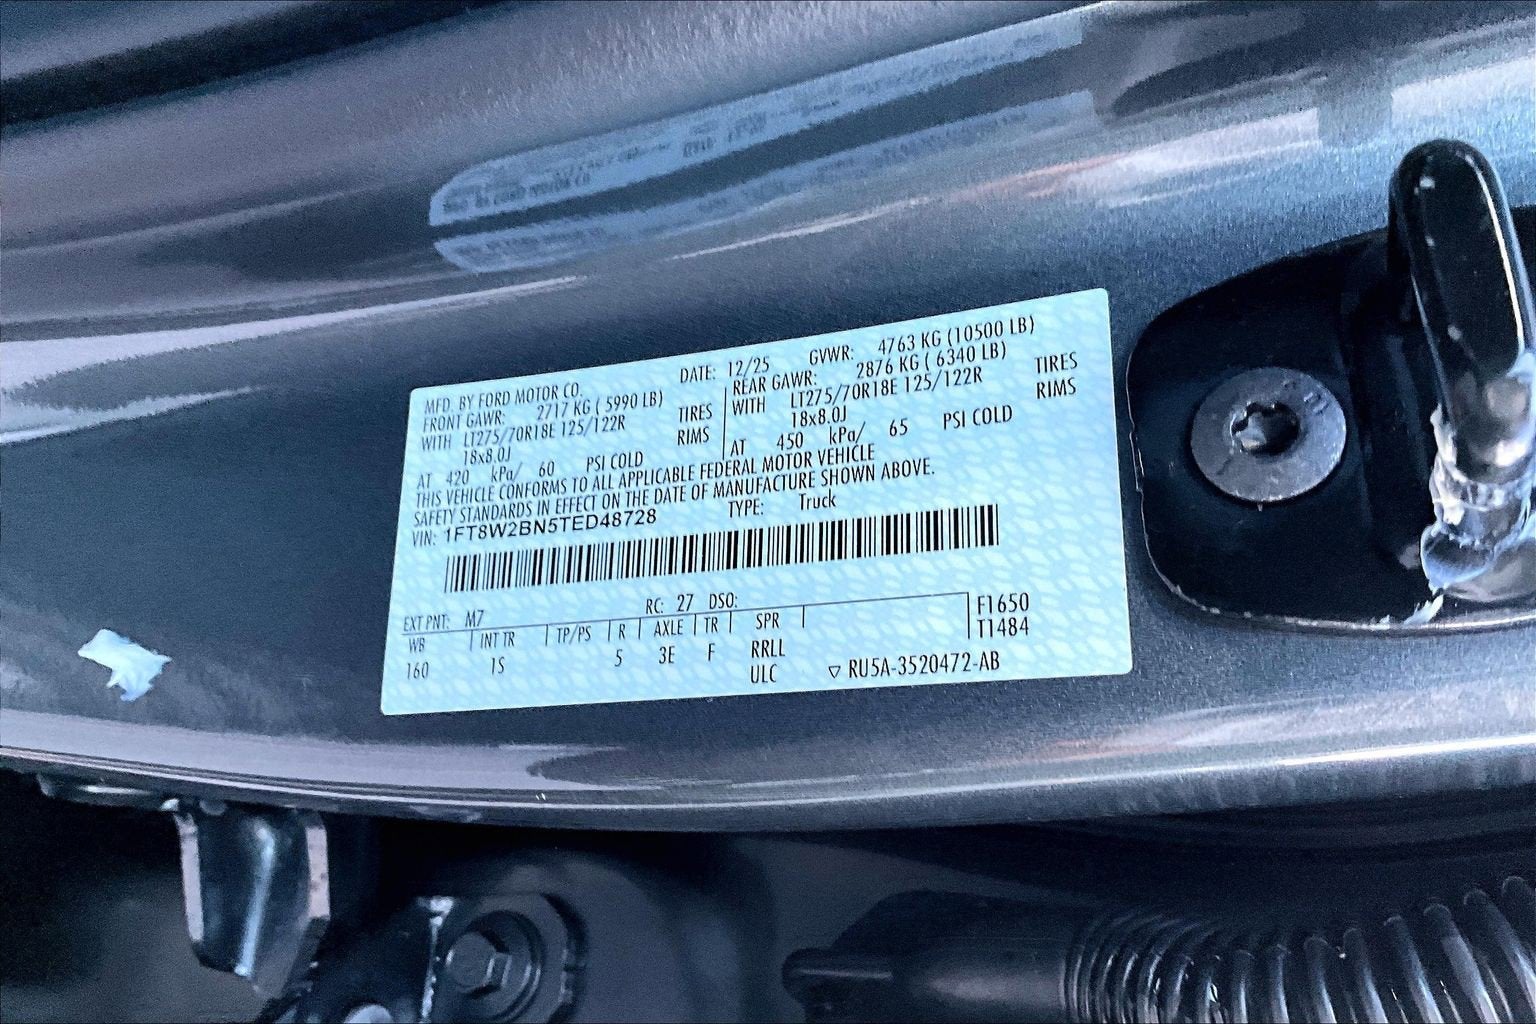 MFD. BY FORD MOTOR CO. DATE: 12/25 GVWR: 4763 KG (10500 LB)
FRONT GAWR: 2717 KG ( 5990 LB) REAR GAWR: 2876 KG ( 6340 LB)
WITH LT275/70R18E 125/122R TIRES WITH LT275/70R18E 125/122R TIRES
18x8.0J RIMS 18x8.0J RIMS
AT 420 kPa/ 60 PSI COLD AT 450 kPa/ 65 PSI COLD
THIS VEHICLE CONFORMS TO ALL APPLICABLE FEDERAL MOTOR VEHICLE
SAFETY STANDARDS IN EFFECT ON THE DATE OF MANUFACTURE SHOWN ABOVE.
VIN: 1FT8W2BN5TED48728 TYPE: Truck
EXT PNT: M7 RC: 27 DSO:
WB INT TR TP/PS R AXLE TR SPR F1650
160 1S 5 3E F RRLL T1484
ULC ▽ RU5A-3520472-AB